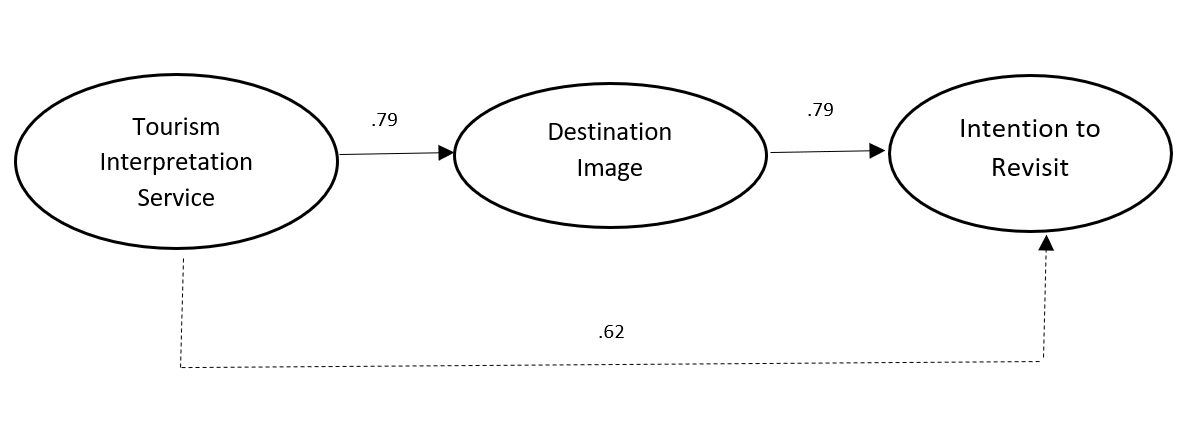 Tourism
Interpretation
Service
.79
Destination
Image
.79
Intention to
Revisit
.62